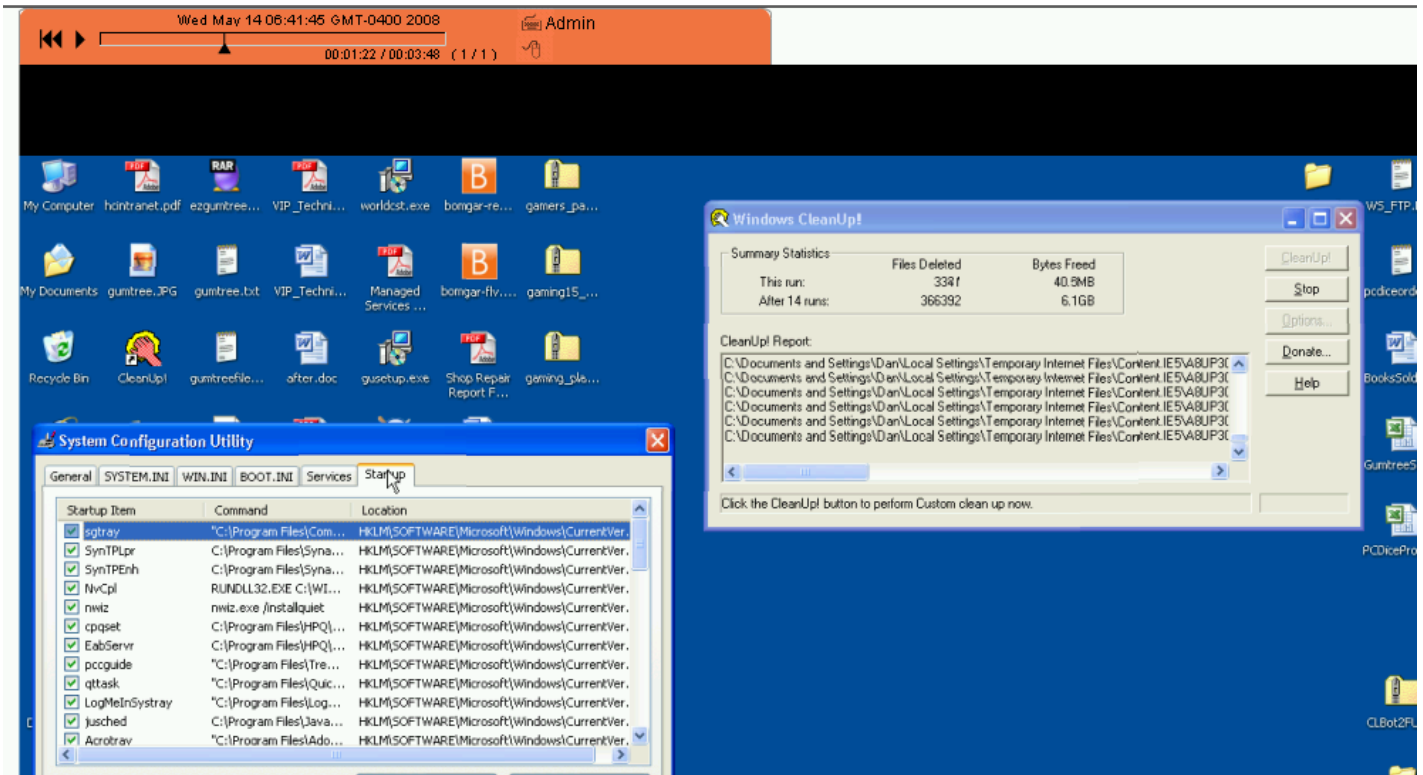 Wed May 14 06:41:45 GMT-0400 2008
Admin
00:01:22 / 00:03:48 ( 1 / 1 )
My Computer hcintranet.pdf ezgumtree... VIP_Techni... worldcst.exe bomgar-re... gamers_pa...
WS_FTP.
My Documents gumtree.JPG gumtree.txt VIP_Techni... Managed Services ... bomgar-flv.... gaming15_...
pcdiceord
Recycle Bin CleanUp! gumtreefile... after.doc gusetup.exe Shop Repair Report F... gaming_pla...
BooksSold
GumtreeS
PCDicePro
CLBot2FL
Windows CleanUp!
Summary Statistics
Files Deleted Bytes Freed
This run: 3341 40.5MB
After 14 runs: 366392 6.1GB
CleanUp!
Stop
Options...
Donate...
Help
CleanUp! Report:
C:\Documents and Settings\Dan\Local Settings\Temporary Internet Files\Content.IE5\A8UP3(
C:\Documents and Settings\Dan\Local Settings\Temporary Internet Files\Content.IE5\A8UP3(
C:\Documents and Settings\Dan\Local Settings\Temporary Internet Files\Content.IE5\A8UP3(
C:\Documents and Settings\Dan\Local Settings\Temporary Internet Files\Content.IE5\A8UP3(
C:\Documents and Settings\Dan\Local Settings\Temporary Internet Files\Content.IE5\A8UP3(
C:\Documents and Settings\Dan\Local Settings\Temporary Internet Files\Content.IE5\A8UP3(
Click the CleanUp! button to perform Custom clean up now.
System Configuration Utility
General SYSTEM.INI WIN.INI BOOT.INI Services Startup
Startup Item Command Location
sgtray "C:\Program Files\Com... HKLM\SOFTWARE\Microsoft\Windows\CurrentVer.
SynTPLpr C:\Program Files\Syna... HKLM\SOFTWARE\Microsoft\Windows\CurrentVer.
SynTPEnh C:\Program Files\Syna... HKLM\SOFTWARE\Microsoft\Windows\CurrentVer.
NvCpl RUNDLL32.EXE C:\WI... HKLM\SOFTWARE\Microsoft\Windows\CurrentVer.
nwiz nwiz.exe /installquiet HKLM\SOFTWARE\Microsoft\Windows\CurrentVer.
cpqset C:\Program Files\HPQ\... HKLM\SOFTWARE\Microsoft\Windows\CurrentVer.
EabServr C:\Program Files\HPQ\... HKLM\SOFTWARE\Microsoft\Windows\CurrentVer.
pccguide "C:\Program Files\Tre... HKLM\SOFTWARE\Microsoft\Windows\CurrentVer.
qttask "C:\Program Files\Quic... HKLM\SOFTWARE\Microsoft\Windows\CurrentVer.
LogMeInSystray "C:\Program Files\Log... HKLM\SOFTWARE\Microsoft\Windows\CurrentVer.
jusched C:\Program Files\Java... HKLM\SOFTWARE\Microsoft\Windows\CurrentVer.
Acrotray "C:\Program Files\Ado... HKLM\SOFTWARE\Microsoft\Windows\CurrentVer.